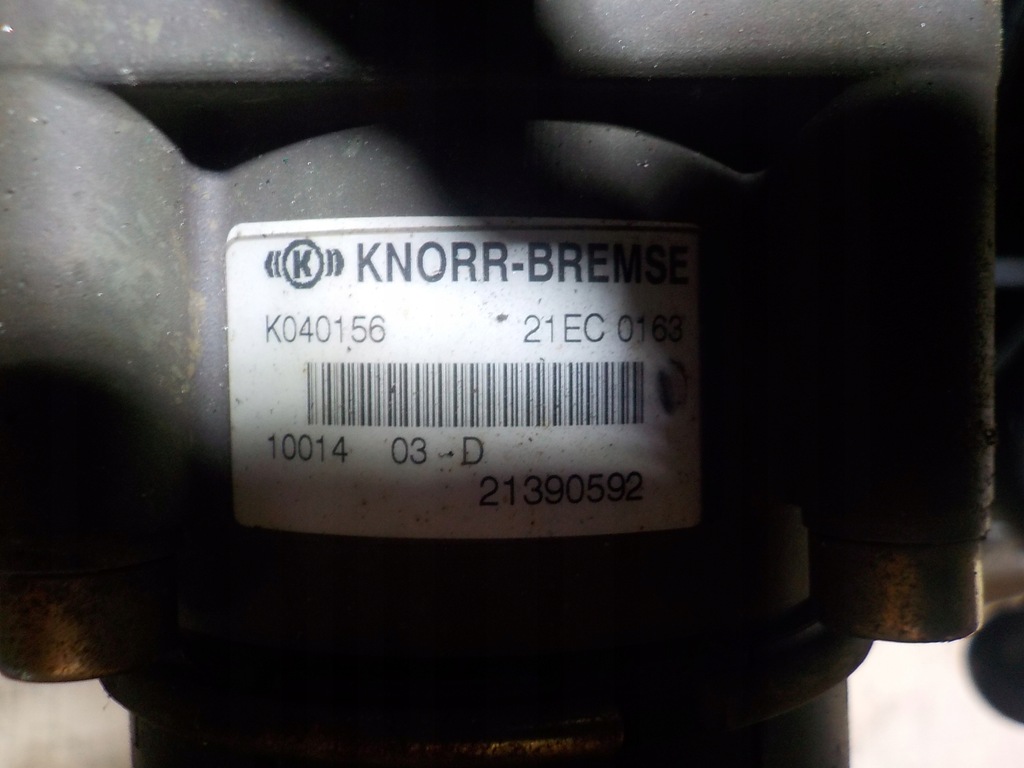 K KNORR-BREMSE
K040156 21EC 0163
10014 03-D
21390592